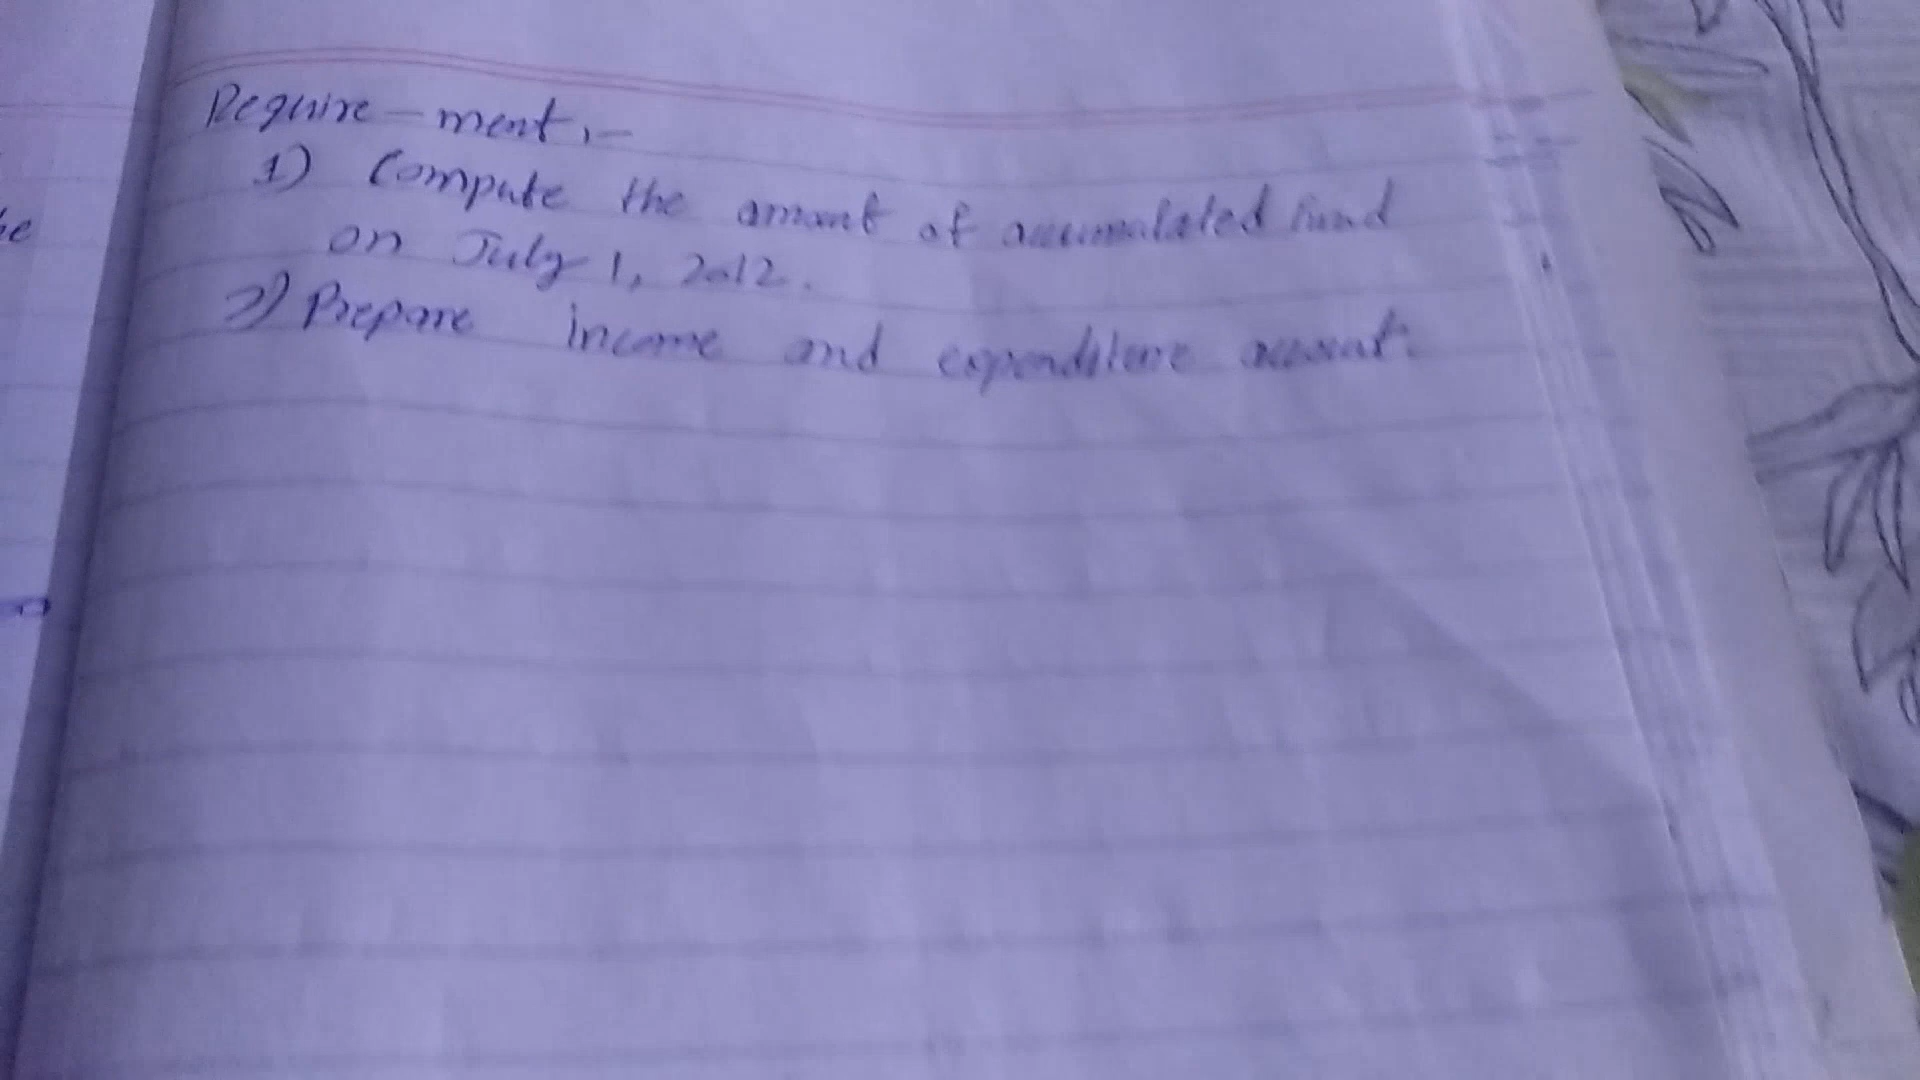 Require-ment:-
1) Compute the amount of accumulated fund
on July 1, 2012.
2) Prepare income and expenditure account.